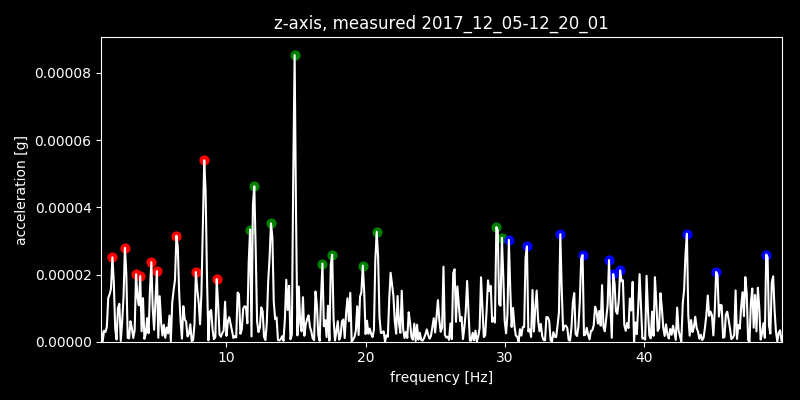 z-axis, measured 2017_12_05-12_20_01
0.00008
0.00006
0.00004
0.00002
0.00000
acceleration [g]
10 20 30 40
frequency [Hz]